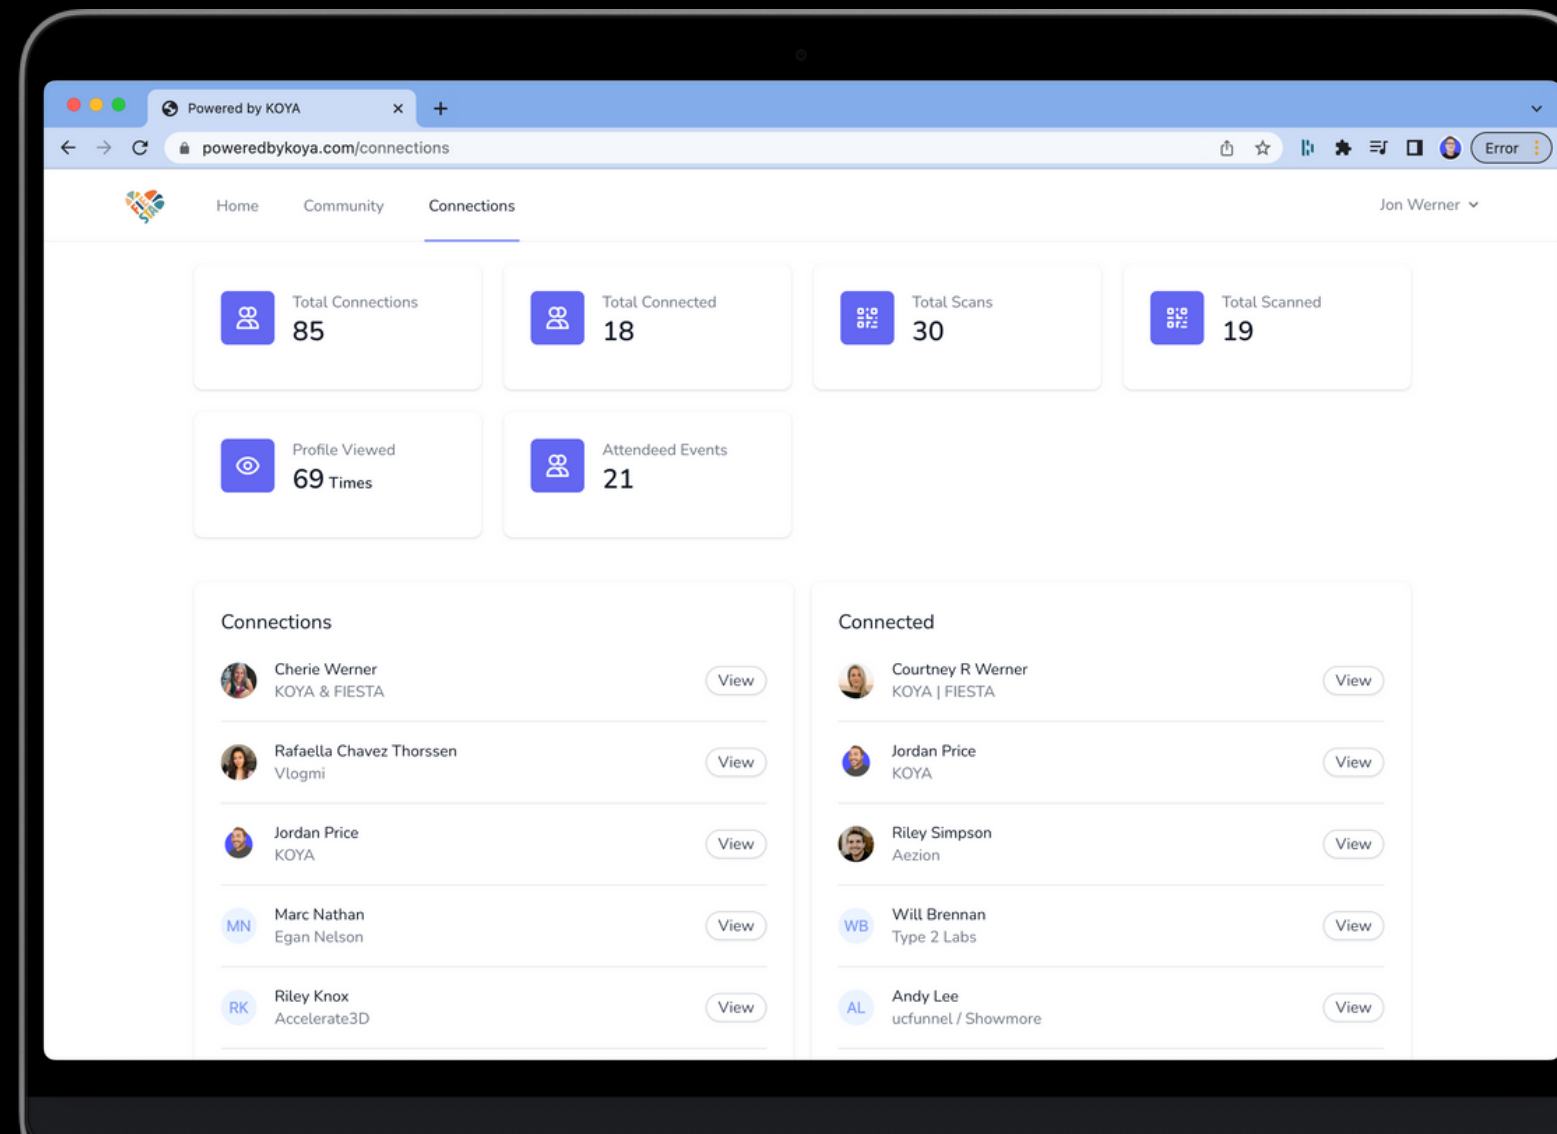 Powered by KOYA
poweredbykoya.com/connections
Error
FIESTA
Home Community Connections
Jon Werner
Total Connections
85
Total Connected
18
Total Scans
30
Total Scanned
19
Profile Viewed
69 Times
Attendeed Events
21
Connections
Cherie Werner
KOYA & FIESTA
View
Rafaella Chavez Thorssen
Vlogmi
View
Jordan Price
KOYA
View
MN
Marc Nathan
Egan Nelson
View
RK
Riley Knox
Accelerate3D
View
Connected
Courtney R Werner
KOYA | FIESTA
View
Jordan Price
KOYA
View
Riley Simpson
Aezion
View
WB
Will Brennan
Type 2 Labs
View
AL
Andy Lee
ucfunnel / Showmore
View